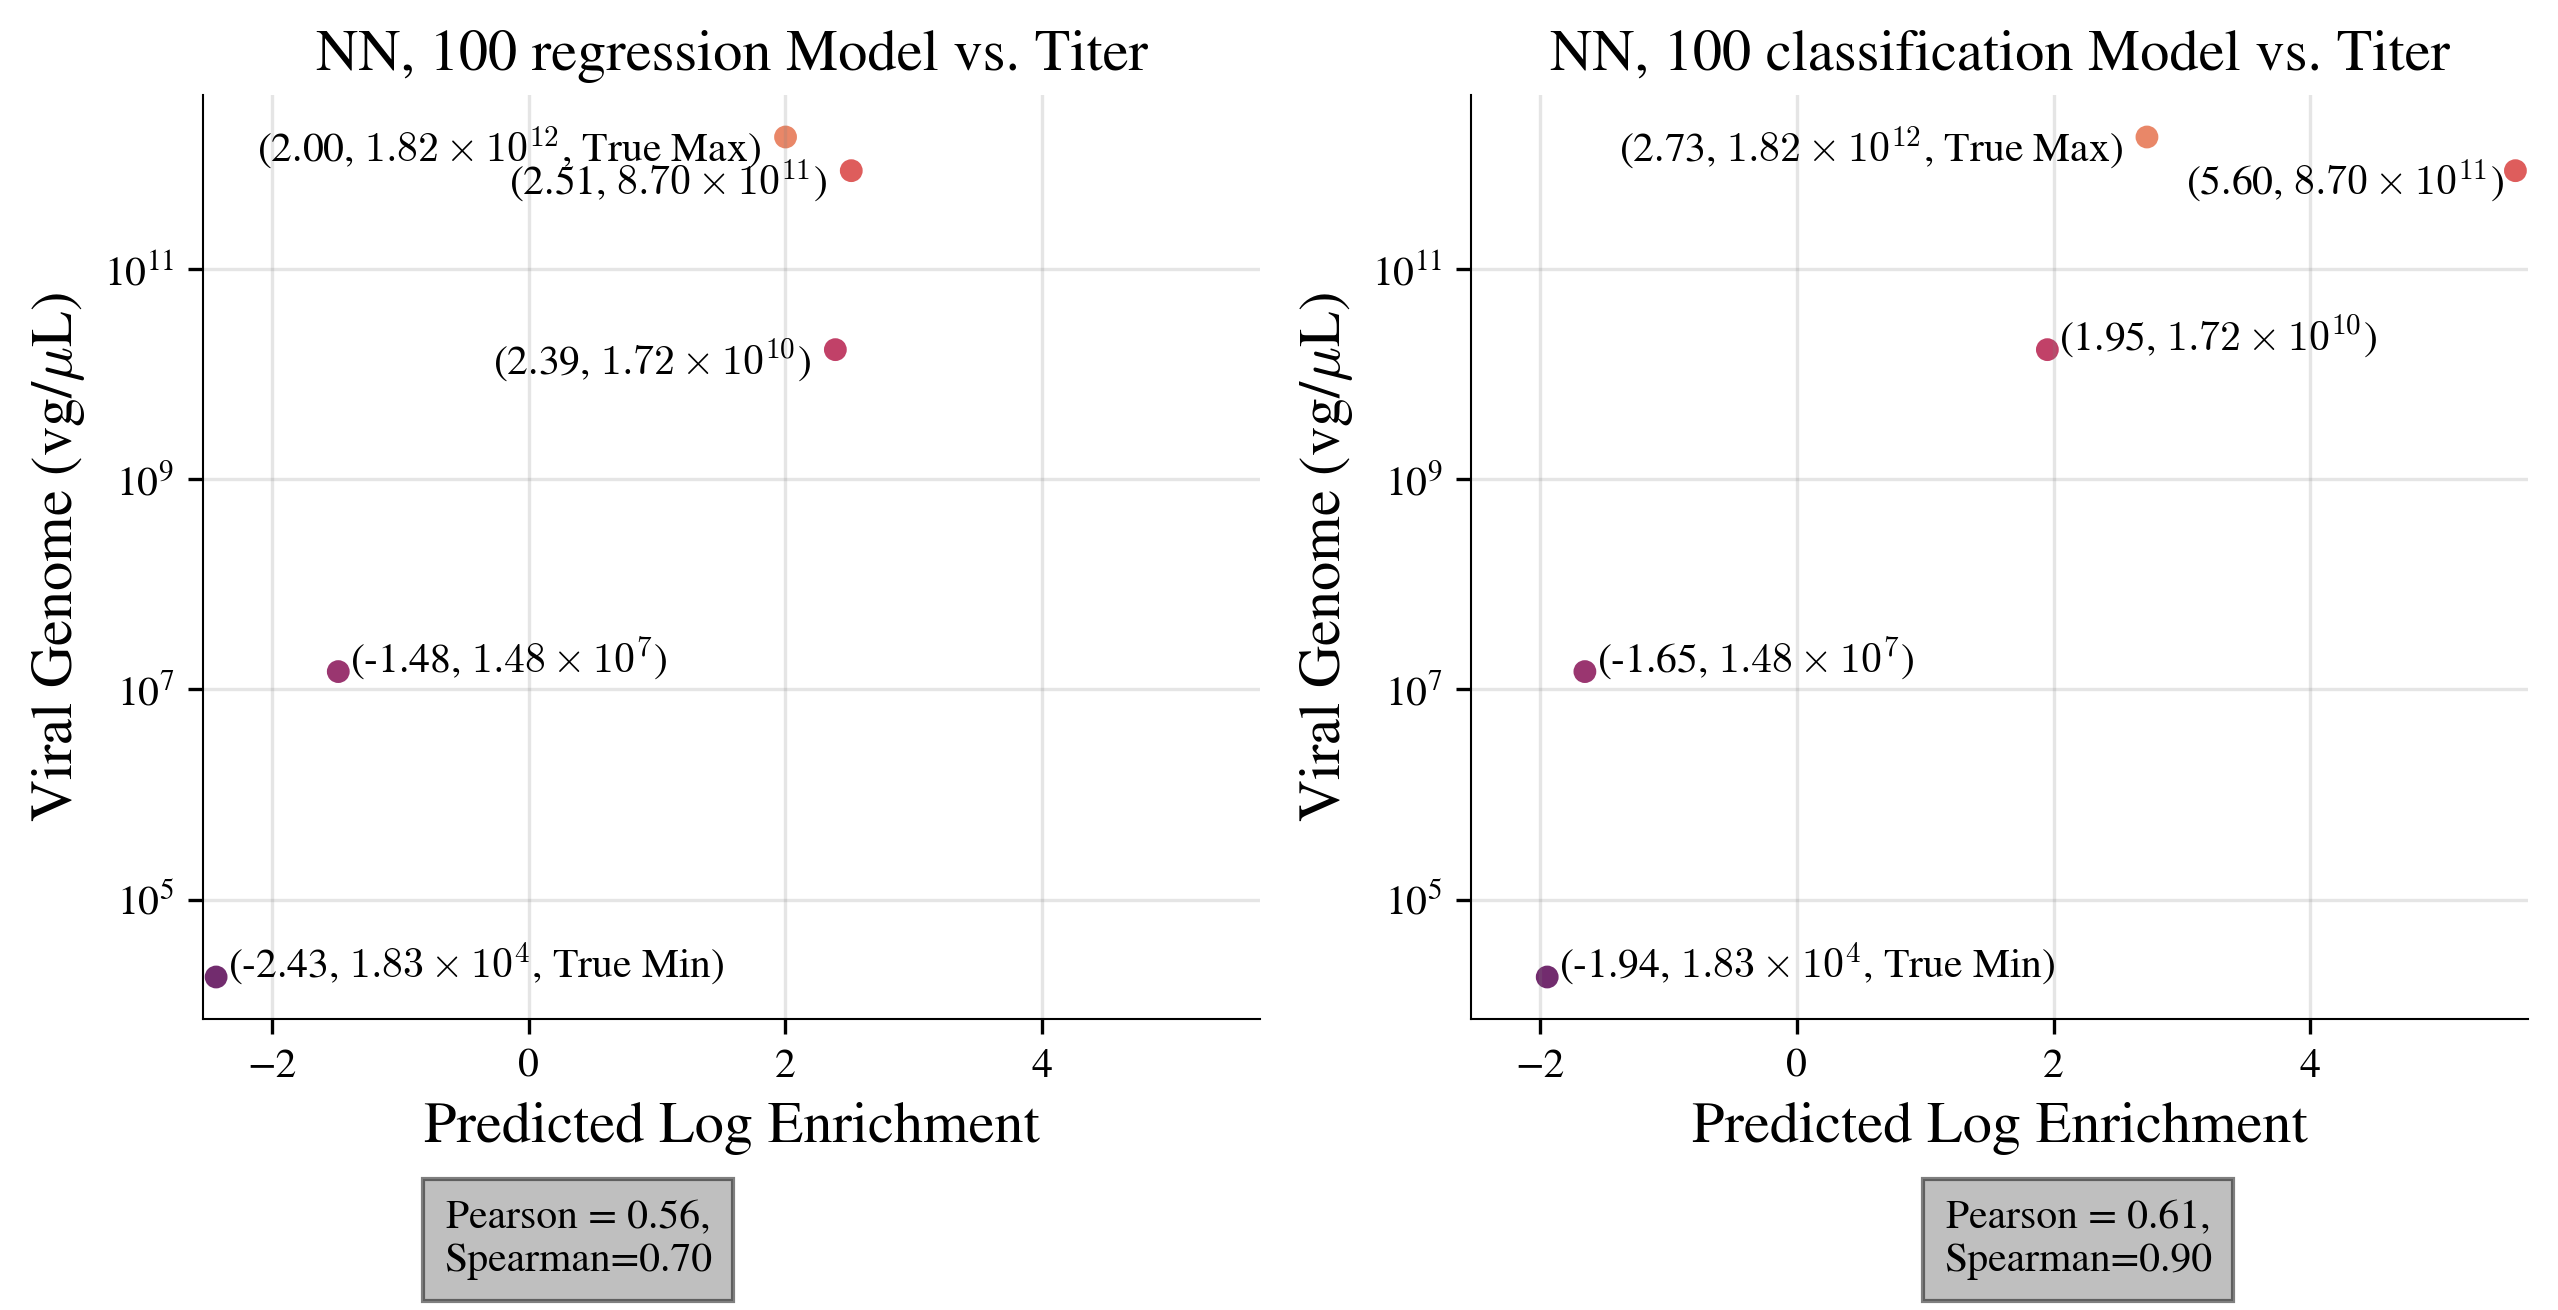 NN, 100 regression Model vs. Titer
Viral Genome (vg/μL)
10^11
10^9
10^7
10^5
(2.00, 1.82 × 10^12, True Max)
(2.51, 8.70 × 10^11)
(2.39, 1.72 × 10^10)
(-1.48, 1.48 × 10^7)
(-2.43, 1.83 × 10^4, True Min)
−2 0 2 4
Predicted Log Enrichment
Pearson = 0.56,
Spearman=0.70
NN, 100 classification Model vs. Titer
Viral Genome (vg/μL)
10^11
10^9
10^7
10^5
(2.73, 1.82 × 10^12, True Max)
(5.60, 8.70 × 10^11)
(1.95, 1.72 × 10^10)
(-1.65, 1.48 × 10^7)
(-1.94, 1.83 × 10^4, True Min)
−2 0 2 4
Predicted Log Enrichment
Pearson = 0.61,
Spearman=0.90